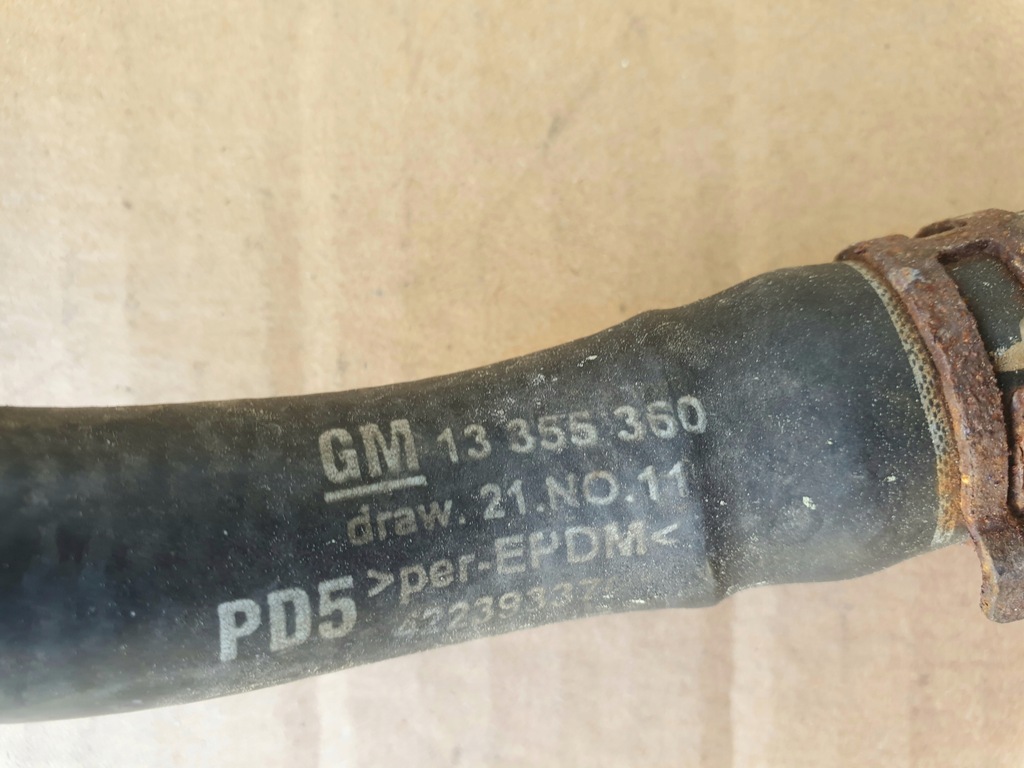 GM 13 355 360
draw. 21.NO.11
>per-EPDM<
PD5